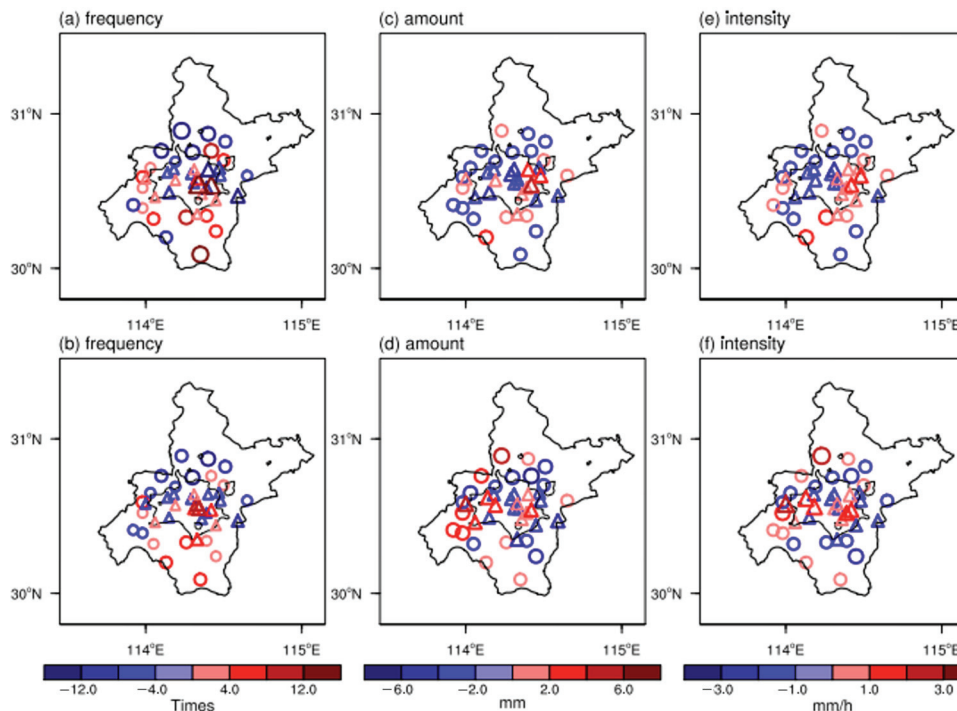 (a) frequency (c) amount (e) intensity
31°N 31°N 31°N
30°N 30°N 30°N
114°E 115°E 114°E 115°E 114°E 115°E
(b) frequency (d) amount (f) intensity
31°N 31°N 31°N
30°N 30°N 30°N
114°E 115°E 114°E 115°E 114°E 115°E
−12.0 −4.0 4.0 12.0 −6.0 −2.0 2.0 6.0 −3.0 −1.0 1.0 3.0
Times mm mm/h